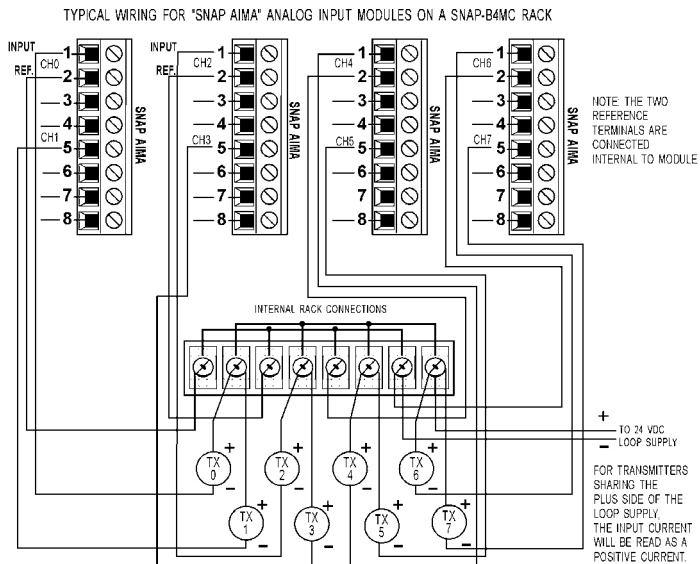 TYPICAL WIRING FOR "SNAP AIMA" ANALOG INPUT MODULES ON A SNAP-B4MC RACK
INPUT
REF.
CH0
CH1
1
2
3
4
5
6
7
8
SNAP AIMA
INPUT
REF.
CH2
CH3
1
2
3
4
5
6
7
8
SNAP AIMA
CH4
CH5
1
2
3
4
5
6
7
8
SNAP AIMA
CH6
CH7
1
2
3
4
5
6
7
8
SNAP AIMA
NOTE: THE TWO
REFERENCE
TERMINALS ARE
CONNECTED
INTERNAL TO MODULE
INTERNAL RACK CONNECTIONS
+
TO 24 VDC
LOOP SUPPLY
−
TX
0
+
−
TX
2
+
−
TX
4
+
−
TX
6
+
−
TX
1
+
−
TX
3
+
−
TX
5
+
−
TX
7
+
−
FOR TRANSMITTERS
SHARING THE
PLUS SIDE OF THE
LOOP SUPPLY,
THE INPUT CURRENT
WILL BE READ AS A
POSITIVE CURRENT.